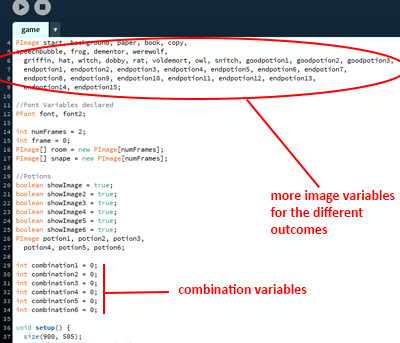 game
4 PImage start, background, paper, book, copy,
5 speechbubble, frog, dementor, werewolf,
6 griffin, hat, witch, dobby, rat, voldemort, owl, snitch, goodpotion1, goodpotion2, goodpotion3,
7 endpotion1, endpotion2, endpotion3, endpotion4, endpotion5, endpotion6, endpotion7,
8 endpotion8, endpotion9, endpotion10, endpotion11, endpotion12, endpotion13,
9 endpotion14, endpotion15;
10
11 //Font Variables declared
12 PFont font, font2;
13
14 int numFrames = 2;
15 int frame = 0;
16 PImage[] room = new PImage[numFrames];
17 PImage[] snape = new PImage[numFrames];
18
19 //Potions
20 boolean showImage = true;
21 boolean showImage2 = true;
22 boolean showImage3 = true;
23 boolean showImage4 = true;
24 boolean showImage5 = true;
25 boolean showImage6 = true;
26 PImage potion1, potion2, potion3,
27 potion4, potion5, potion6;
28
29 int combination1 = 0;
30 int combination2 = 0;
31 int combination3 = 0;
32 int combination4 = 0;
33 int combination5 = 0;
34 int combination6 = 0;
35
36 void setup() {
37 size(900, 505);
more image variables
for the different
outcomes
combination variables